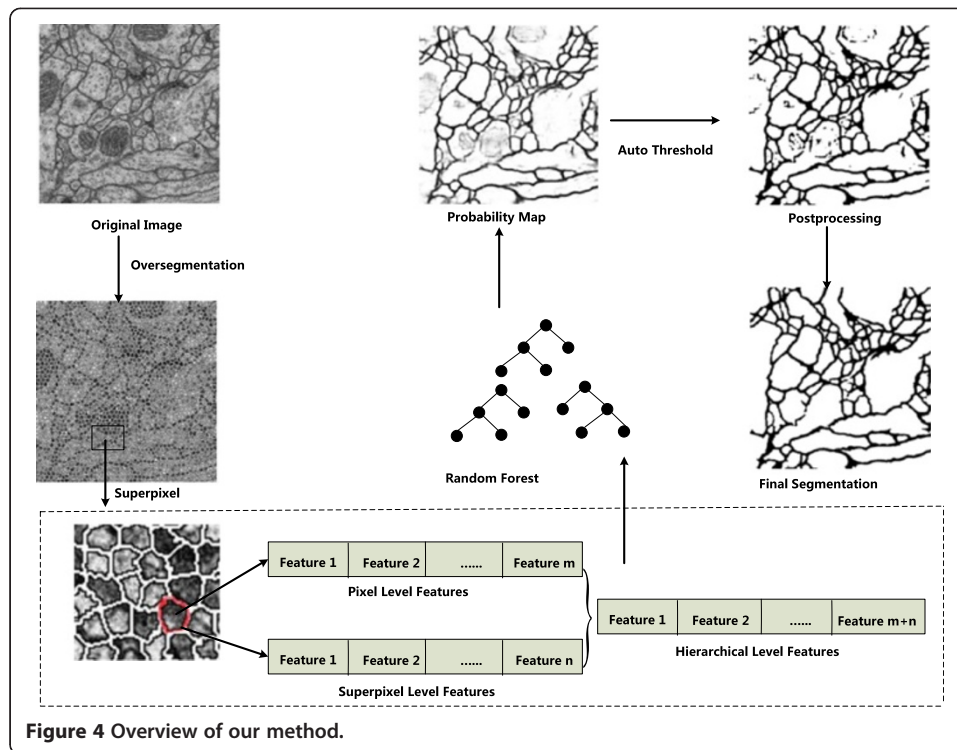 Original Image
Oversegmentation
Superpixel
Probability Map
Auto Threshold
Postprocessing
Random Forest
Final Segmentation
Feature 1 Feature 2 ...... Feature m
Pixel Level Features
Feature 1 Feature 2 ...... Feature n
Superpixel Level Features
Feature 1 Feature 2 ...... Feature m+n
Hierarchical Level Features
Figure 4 Overview of our method.